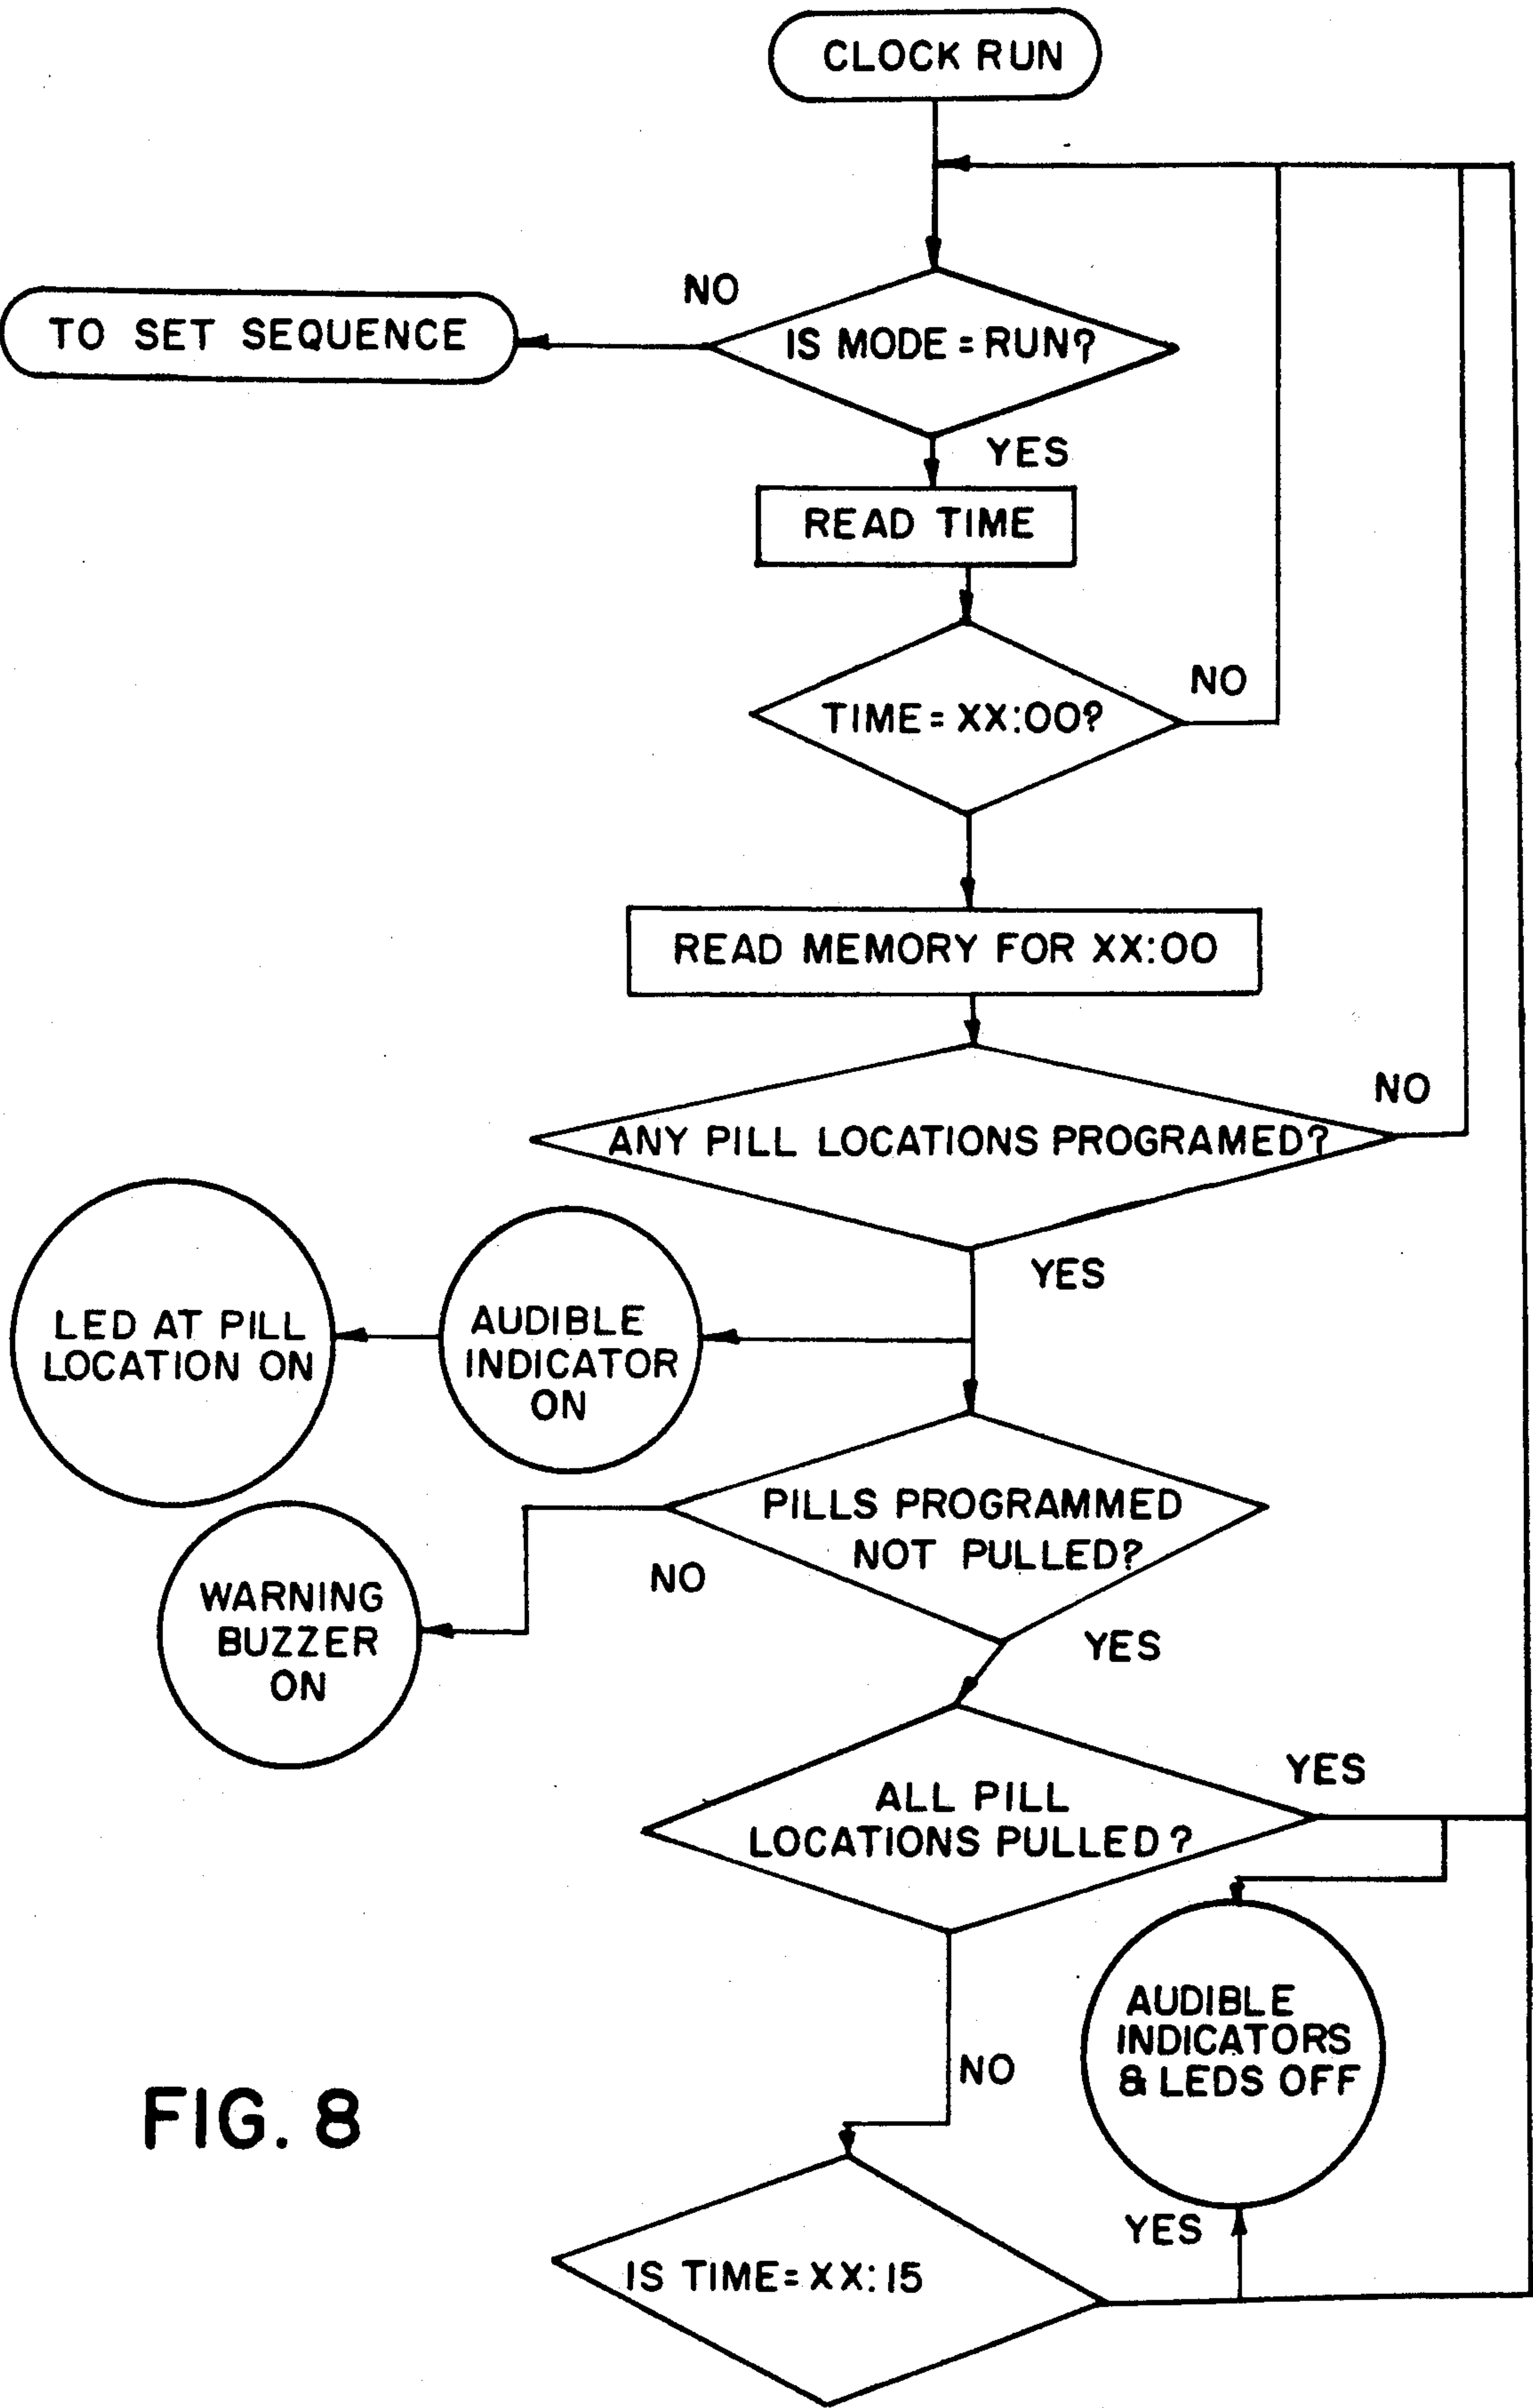 CLOCK RUN
NO
TO SET SEQUENCE
IS MODE = RUN?
YES
READ TIME
NO
TIME = XX:00?
READ MEMORY FOR XX:00
NO
ANY PILL LOCATIONS PROGRAMED?
YES
LED AT PILL
LOCATION ON
AUDIBLE
INDICATOR
ON
PILLS PROGRAMMED
NOT PULLED?
NO
WARNING
BUZZER
ON
YES
YES
ALL PILL
LOCATIONS PULLED?
AUDIBLE
INDICATORS
& LEDS OFF
NO
FIG. 8
YES
IS TIME = XX:15